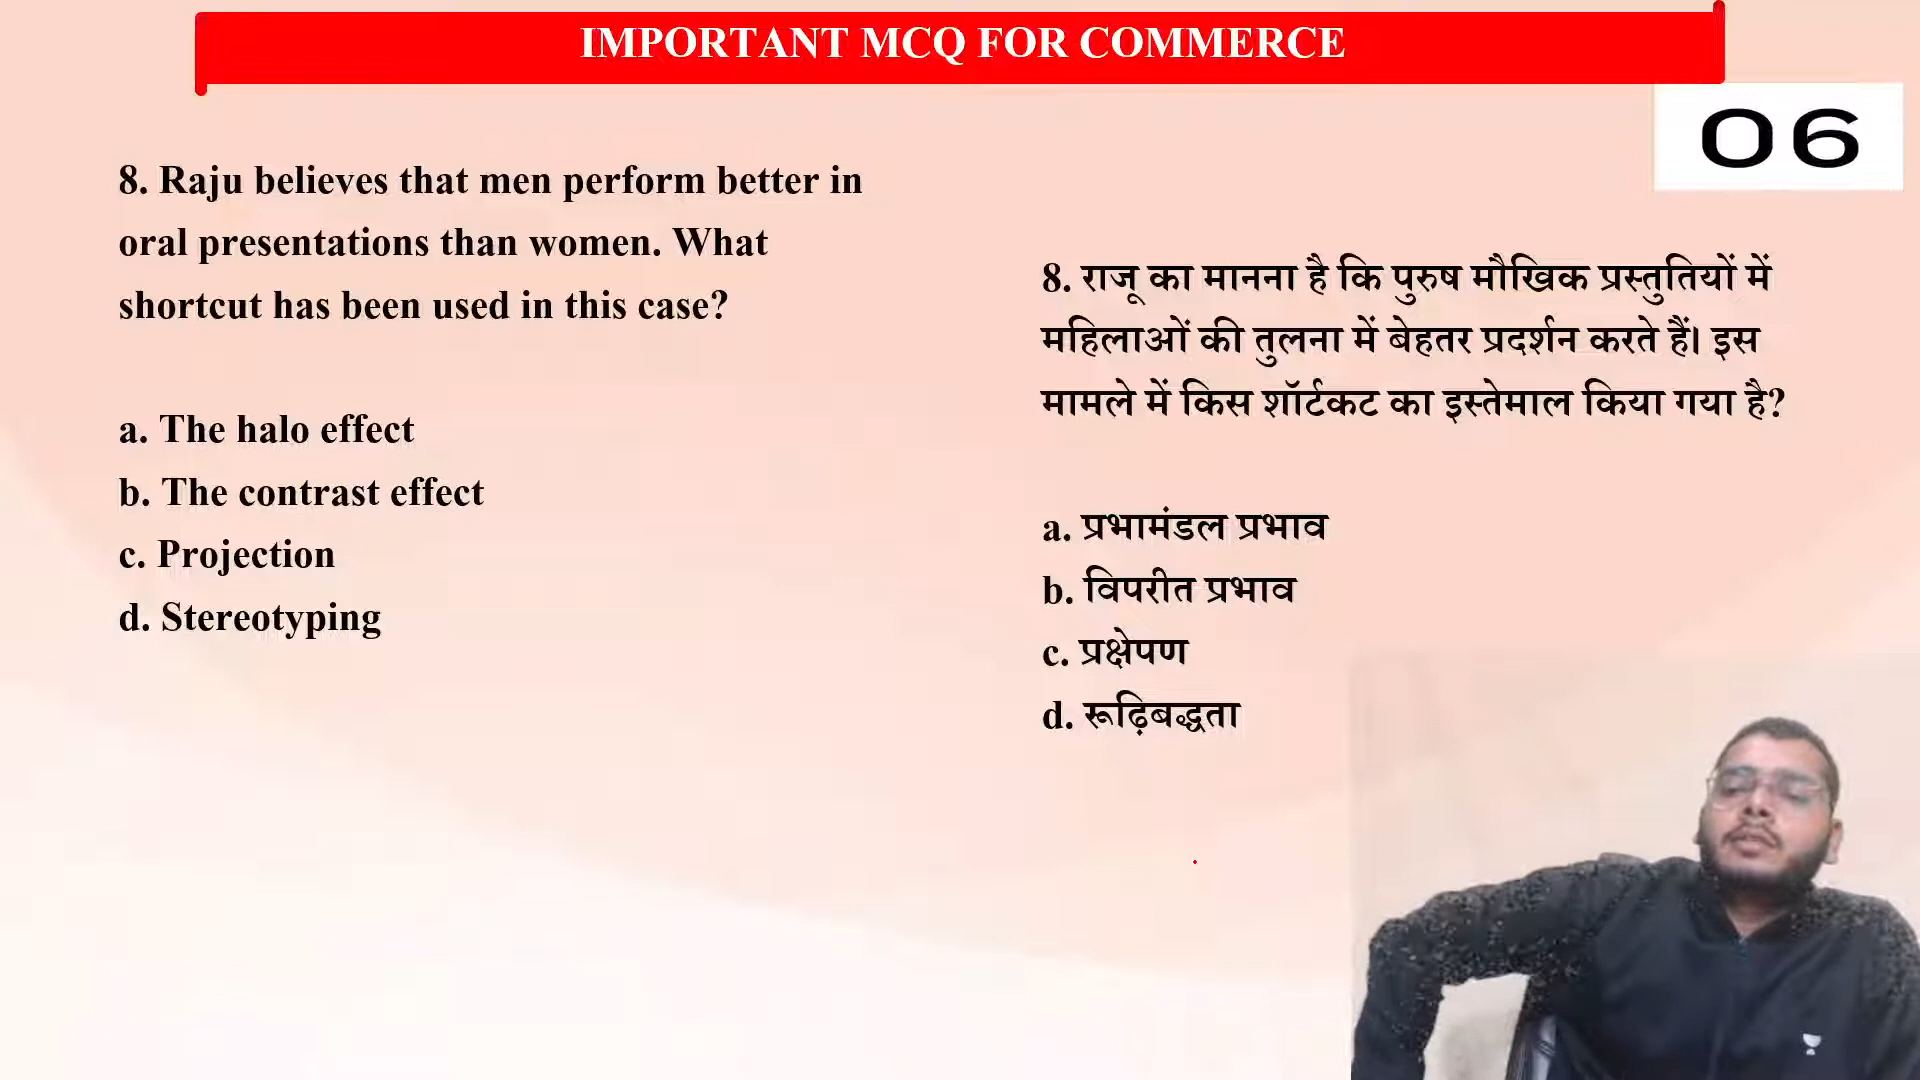 IMPORTANT MCQ FOR COMMERCE
06
8. Raju believes that men perform better in
oral presentations than women. What
shortcut has been used in this case?
a. The halo effect
b. The contrast effect
c. Projection
d. Stereotyping
8. राजू का मानना है कि पुरुष मौखिक प्रस्तुतियों में
महिलाओं की तुलना में बेहतर प्रदर्शन करते हैं। इस
मामले में किस शॉर्टकट का इस्तेमाल किया गया है?
a. प्रभामंडल प्रभाव
b. विपरीत प्रभाव
c. प्रक्षेपण
d. रूढ़िबद्धता